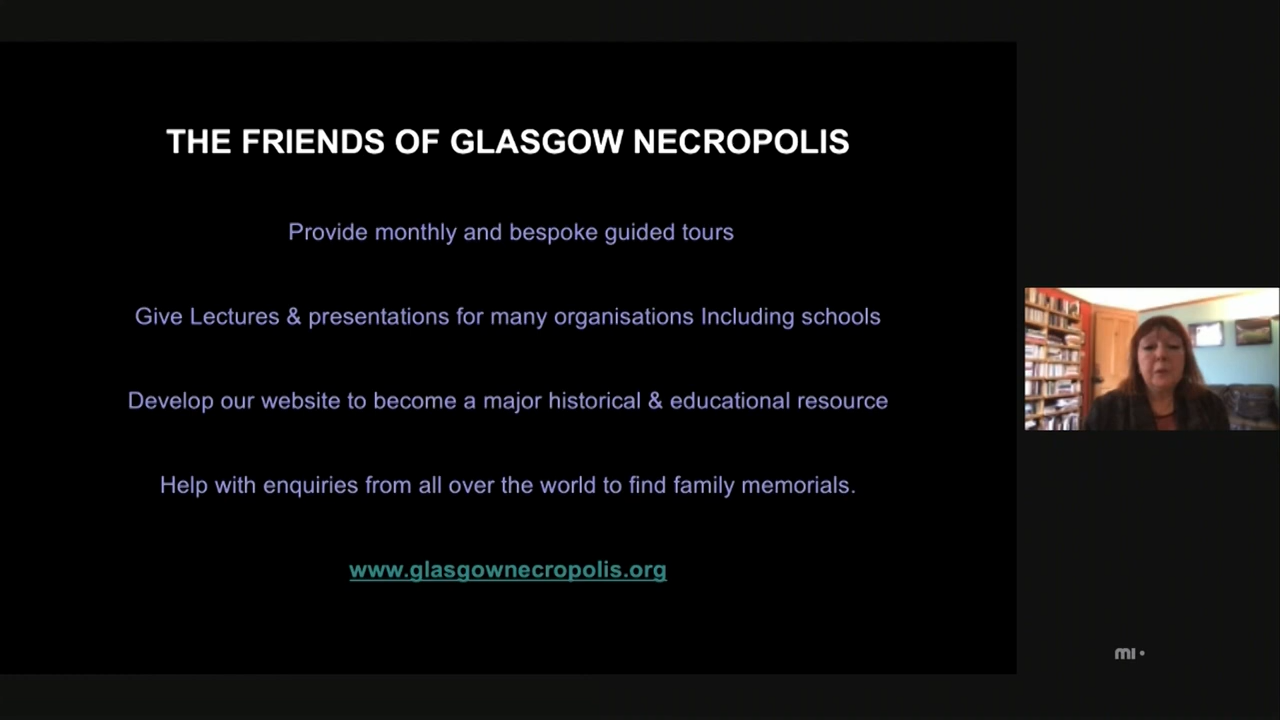 THE FRIENDS OF GLASGOW NECROPOLIS
Provide monthly and bespoke guided tours
Give Lectures & presentations for many organisations Including schools
Develop our website to become a major historical & educational resource
Help with enquiries from all over the world to find family memorials.
www.glasgownecropolis.org
mi